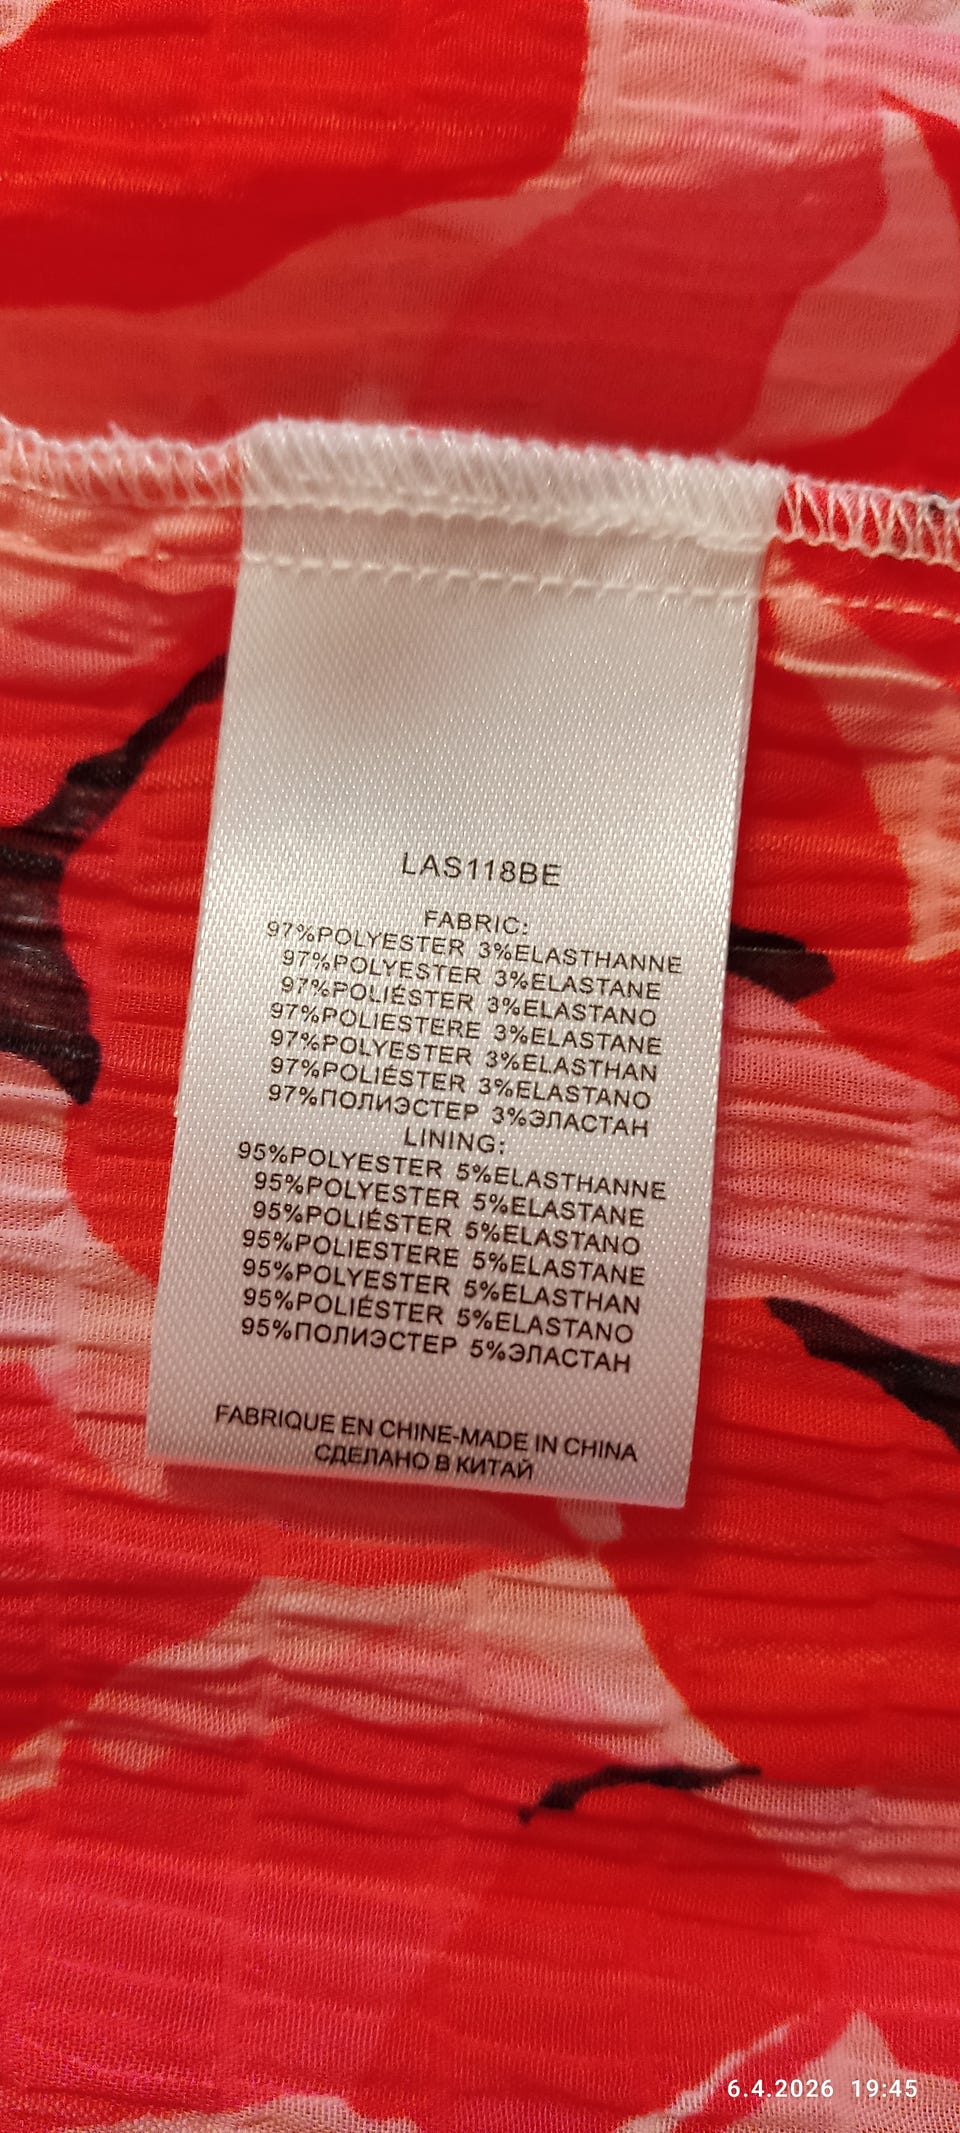 LAS118BE
FABRIC:
97%POLYESTER 3%ELASTHANNE
97%POLYESTER 3%ELASTANE
97%POLIÉSTER 3%ELASTANO
97%POLIESTERE 3%ELASTANE
97%POLYESTER 3%ELASTHAN
97%POLIÉSTER 3%ELASTANO
97%ПОЛИЭСТЕР 3%ЭЛАСТАН
LINING:
95%POLYESTER 5%ELASTHANNE
95%POLYESTER 5%ELASTANE
95%POLIÉSTER 5%ELASTANO
95%POLIESTERE 5%ELASTANE
95%POLYESTER 5%ELASTHAN
95%POLIÉSTER 5%ELASTANO
95%ПОЛИЭСТЕР 5%ЭЛАСТАН
FABRIQUE EN CHINE-MADE IN CHINA
СДЕЛАНО В КИТАЙ
6.4.2026 19:45